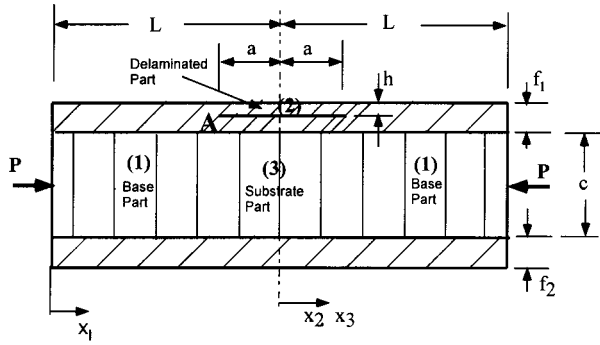 L
L
a
a
h
f1
Delaminated
Part
(2)
A
P
(1)
Base
Part
(3)
Substrate
Part
(1)
Base
Part
P
c
f2
x1
x2 x3